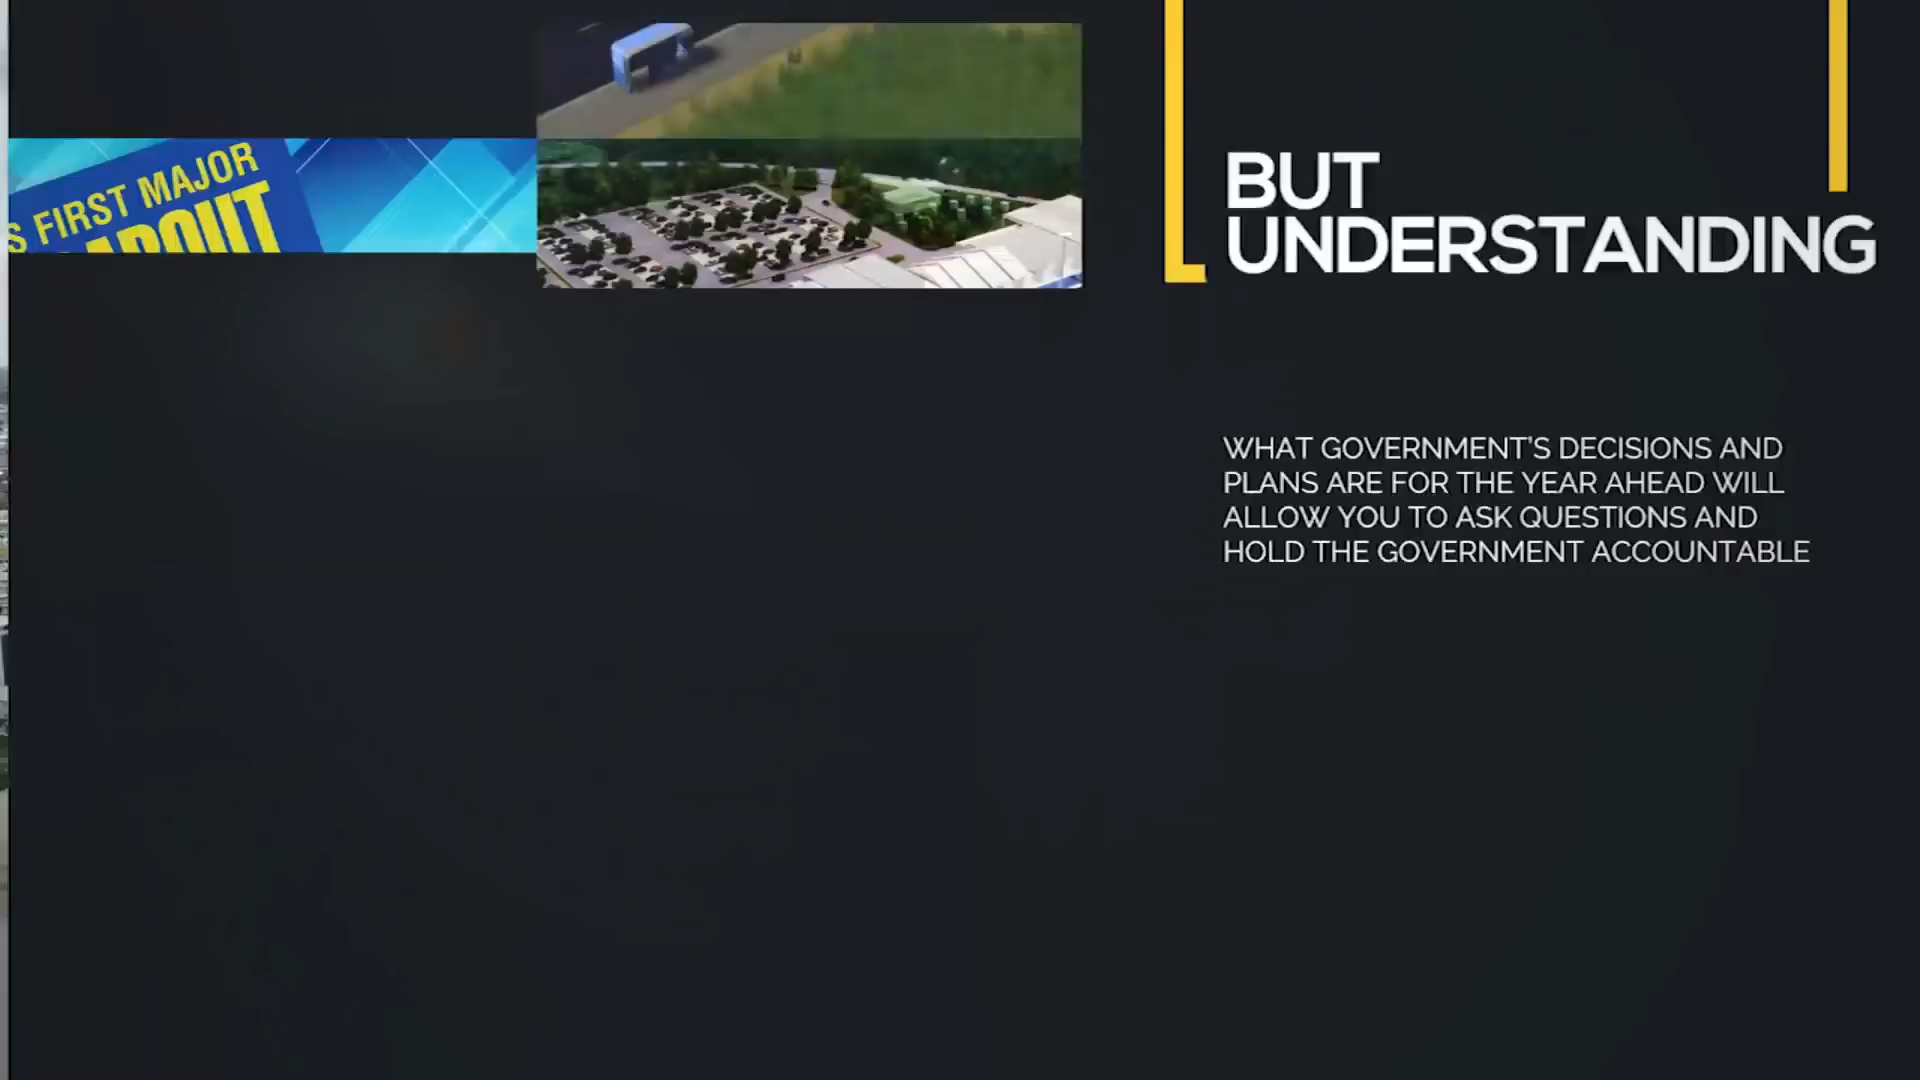 S FIRST MAJOR
ABOUT
BUT
UNDERSTANDING
WHAT GOVERNMENT'S DECISIONS AND
PLANS ARE FOR THE YEAR AHEAD WILL
ALLOW YOU TO ASK QUESTIONS AND
HOLD THE GOVERNMENT ACCOUNTABLE